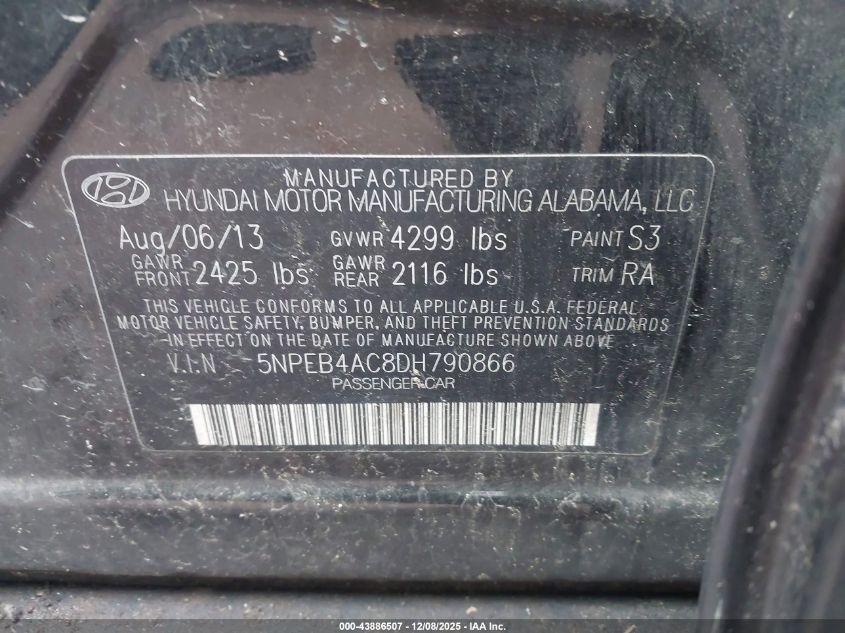 MANUFACTURED BY
HYUNDAI MOTOR MANUFACTURING ALABAMA, LLC
Aug/06/13 GVWR 4299 lbs PAINT S3
GAWR FRONT 2425 lbs GAWR REAR 2116 lbs TRIM RA
THIS VEHICLE CONFORMS TO ALL APPLICABLE U.S.A. FEDERAL
MOTOR VEHICLE SAFETY, BUMPER, AND THEFT PREVENTION STANDARDS
IN EFFECT ON THE DATE OF MANUFACTURE SHOWN ABOVE
V.I.N 5NPEB4AC8DH790866
PASSENGER CAR
000-43886507 - 12/08/2025 - IAA Inc.